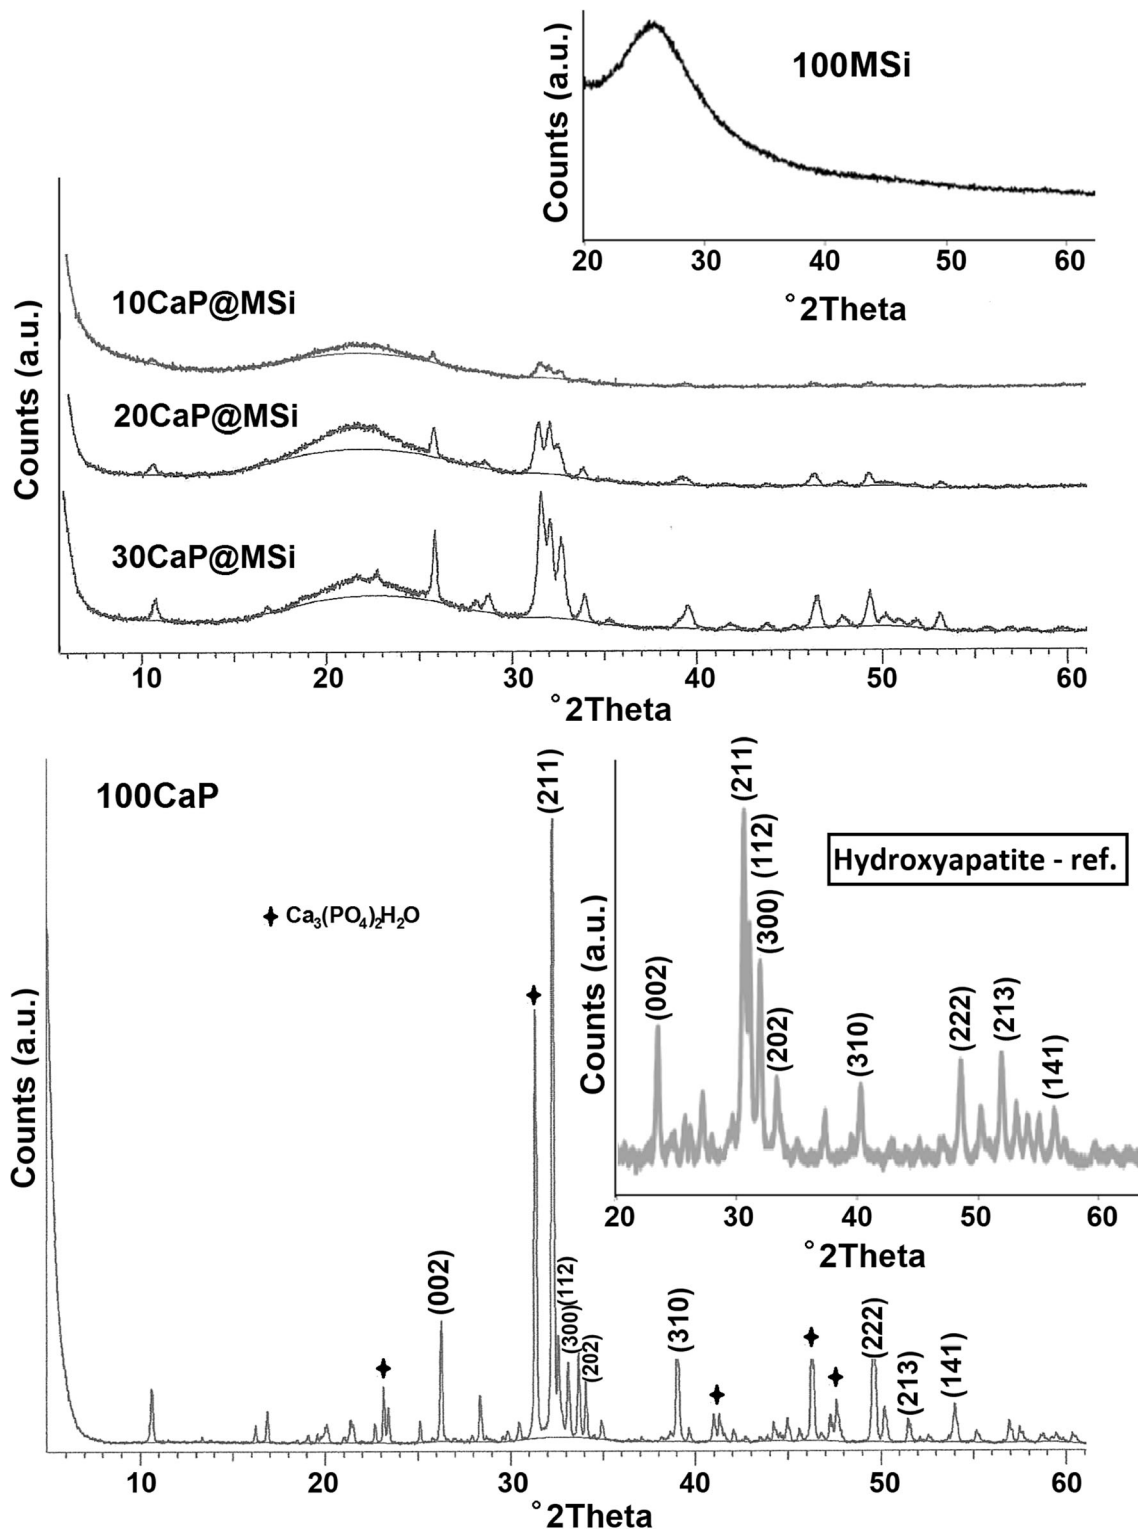 100MSi
Counts (a.u.)
20 30 40 50 60
°2Theta
Counts (a.u.)
10CaP@MSi
20CaP@MSi
30CaP@MSi
10 20 30 40 50 60
°2Theta
100CaP
Ca3(PO4)2H2O
Counts (a.u.)
(002)
(211)
(300)
(112)
(202)
(310)
(222)
(213)
(141)
10 20 30 40 50 60
°2Theta
Hydroxyapatite - ref.
Counts (a.u.)
(002)
(211)
(112)
(300)
(202)
(310)
(222)
(213)
(141)
20 30 40 50 60
°2Theta